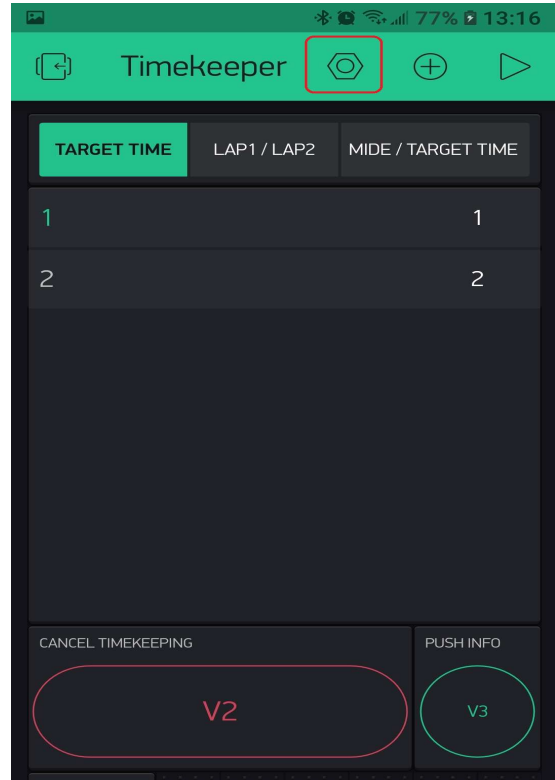 77% 13:16
Timekeeper
TARGET TIME LAP1 / LAP2 MIDE / TARGET TIME
1 1
2 2
CANCEL TIMEKEEPING PUSH INFO
V2 V3